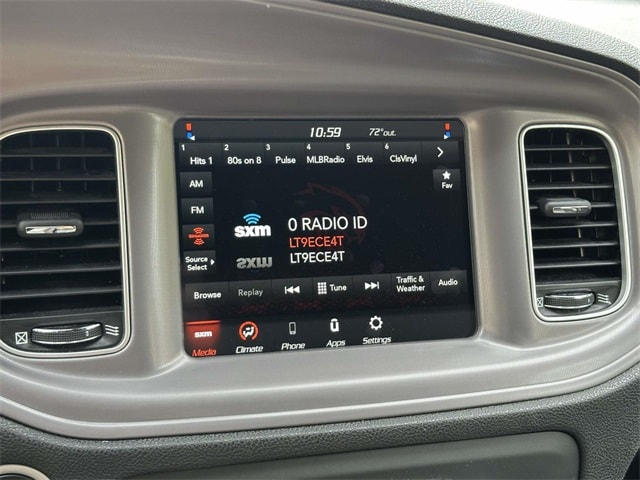 10:59 72°out.
1 2 3 4 5 6
Hits 1 80s on 8 Pulse MLBRadio Elvis ClsVinyl
AM
Fav
FM
sxm
0 RADIO ID
LT9ECE4T
LT9ECE4T
Source
Select
Browse Replay Tune Traffic &
Weather Audio
sxm
Media Climate Phone Apps Settings